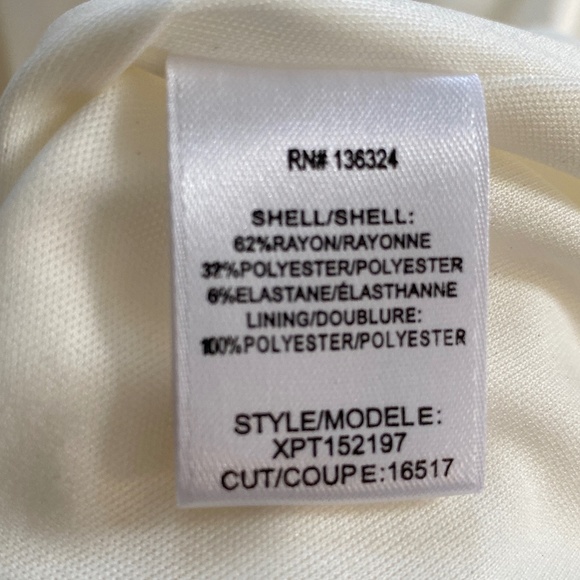 RN# 136324
SHELL/SHELL:
62%RAYON/RAYONNE
32%POLYESTER/POLYESTER
6%ELASTANE/ÉLASTHANNE
LINING/DOUBLURE:
100%POLYESTER/POLYESTER
STYLE/MODELE:
XPT152197
CUT/COUPE:16517